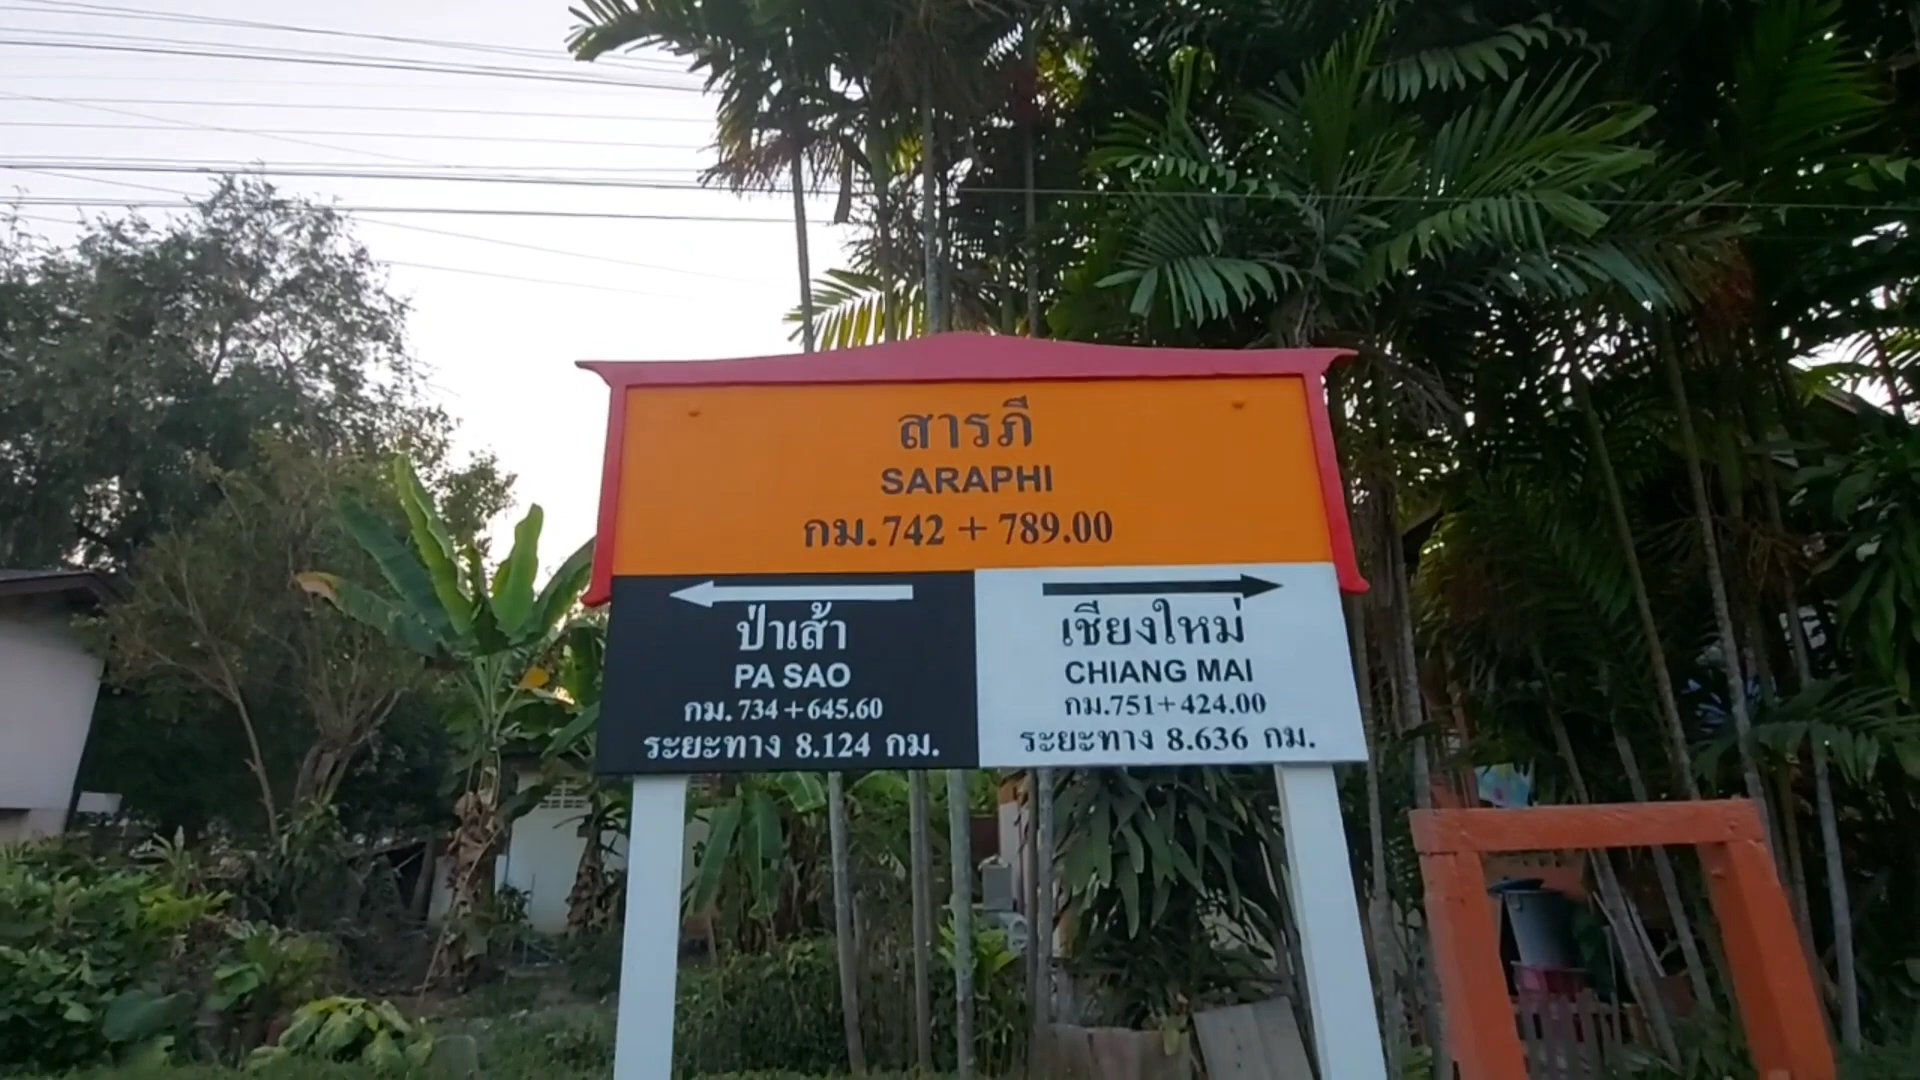 สารภี
SARAPHI
กม.742 + 789.00
ป่าเส้า
PA SAO
กม. 734+645.60
ระยะทาง 8.124 กม.
เชียงใหม่
CHIANG MAI
กม.751+424.00
ระยะทาง 8.636 กม.